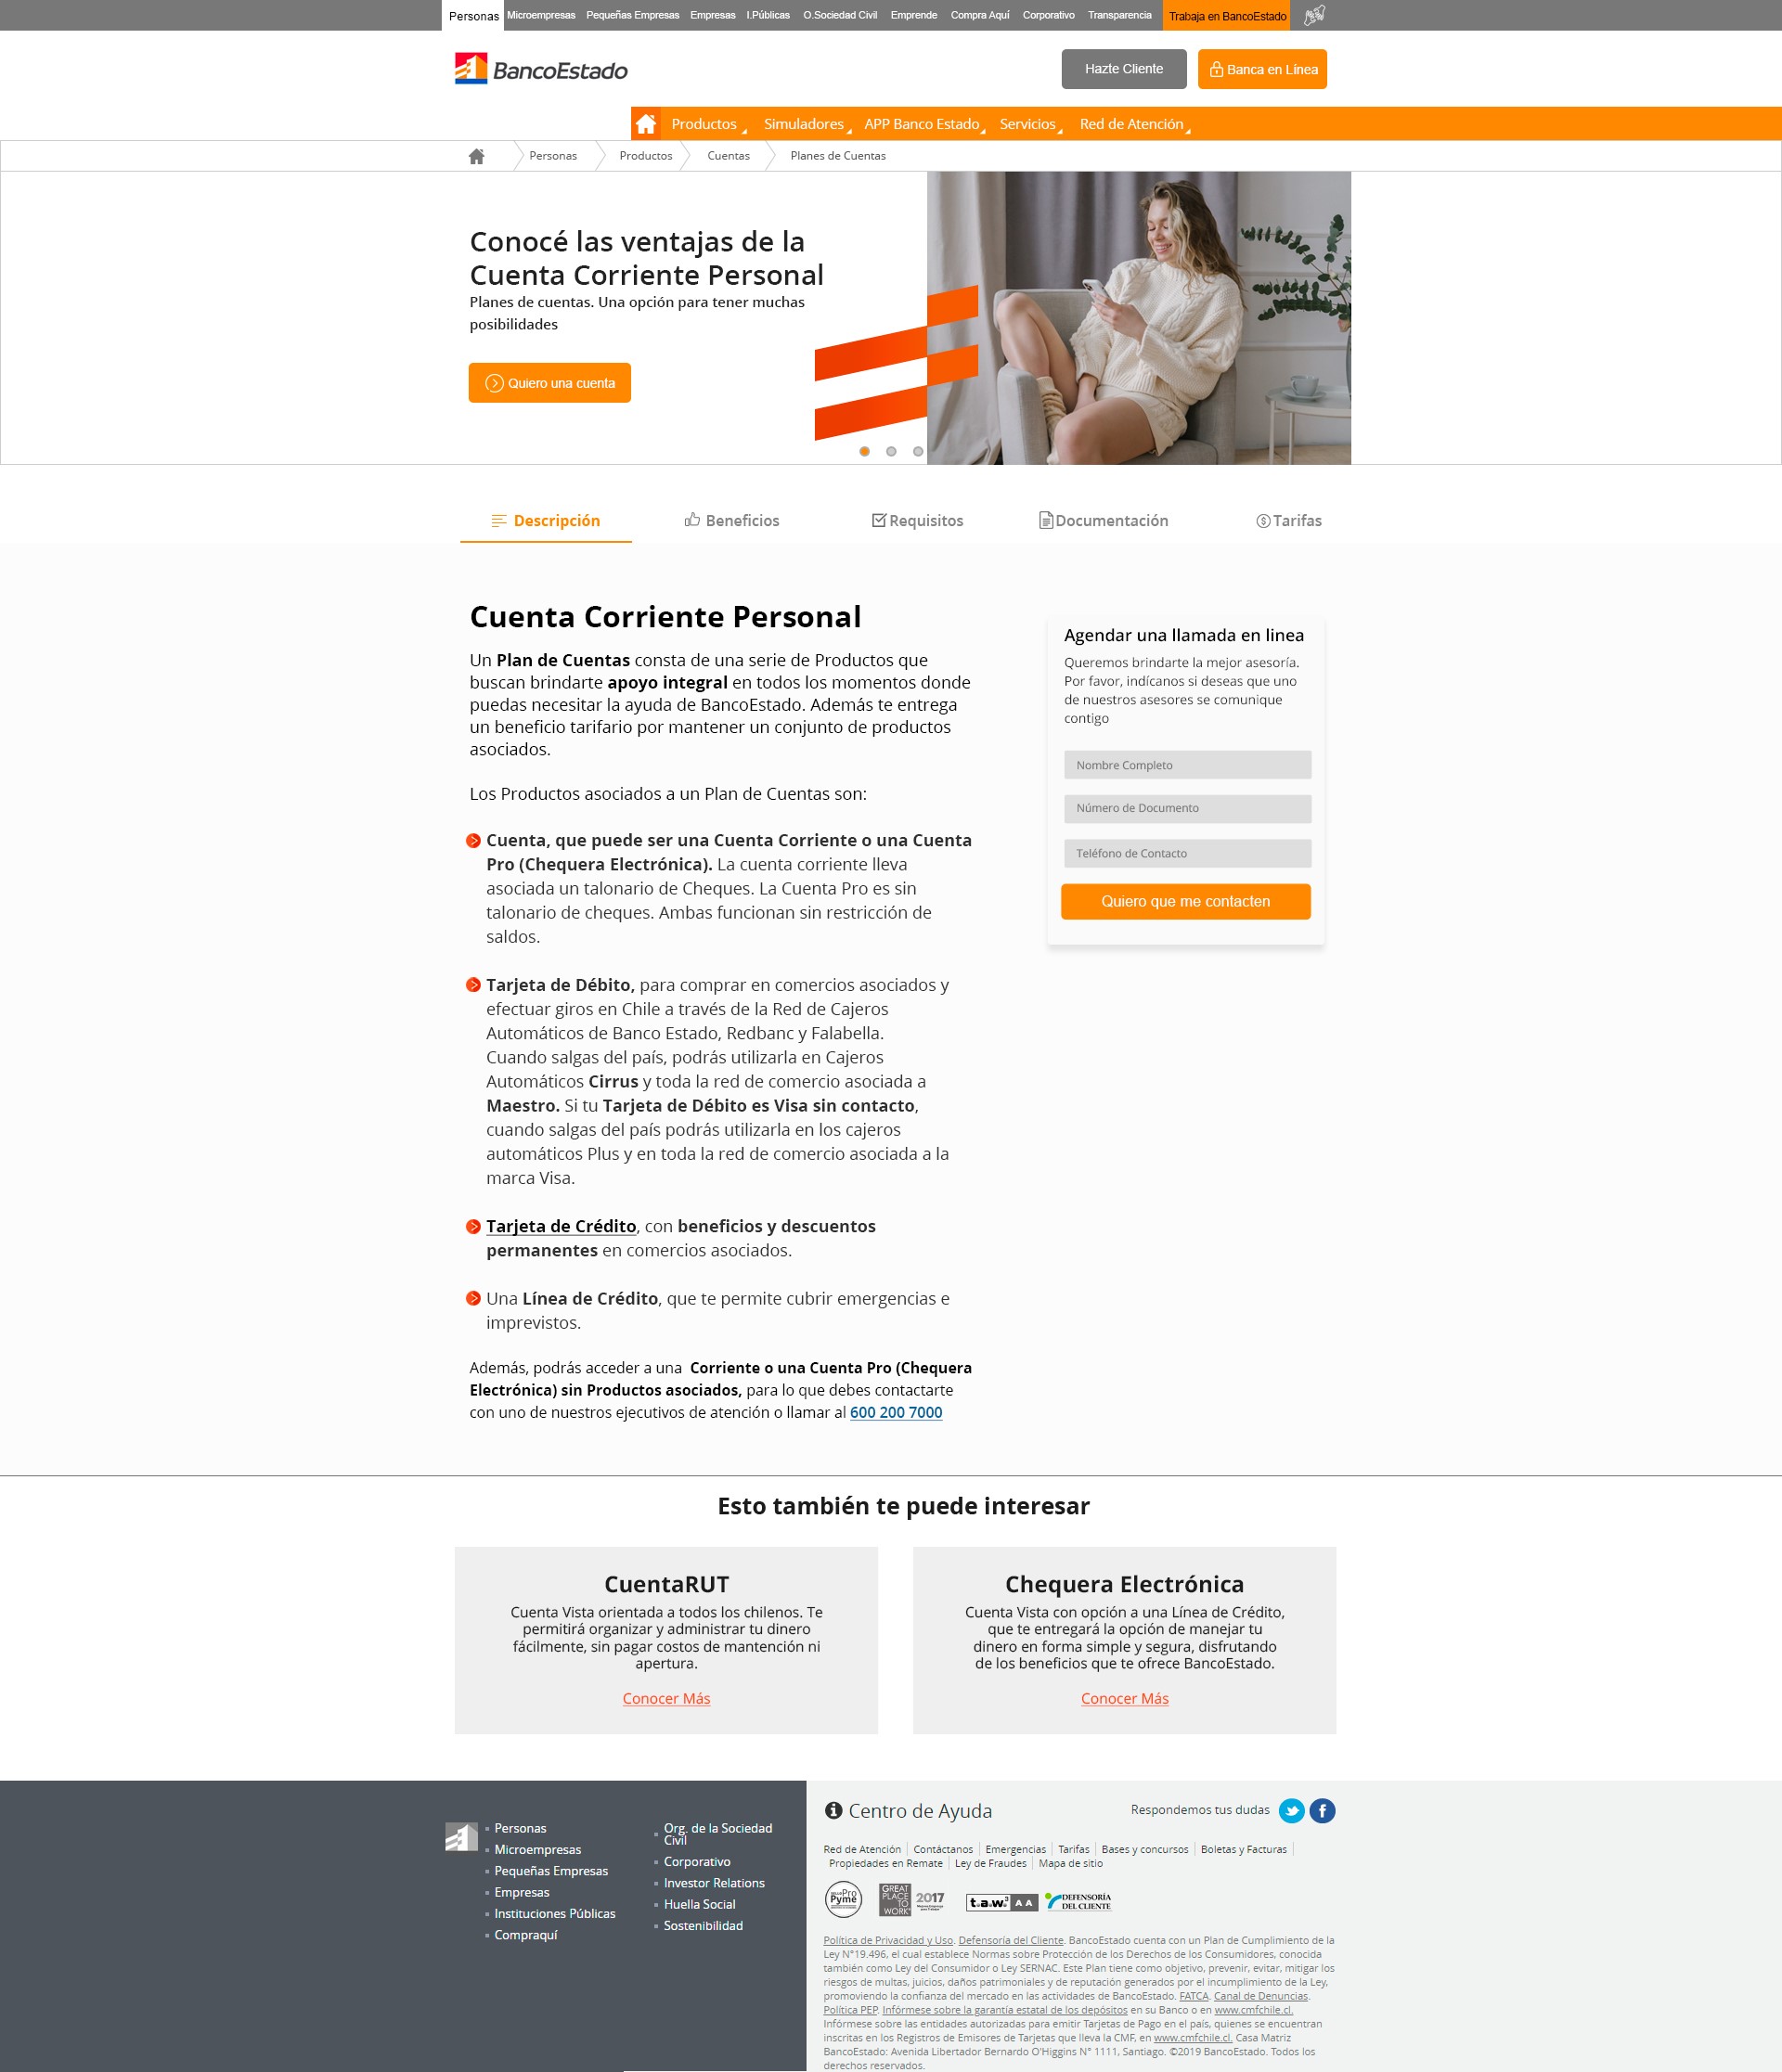 Personas Microempresas Pequeñas Empresas Empresas I.Públicas O.Sociedad Civil Emprende Compra Aquí Corporativo Transparencia Trabaja en BancoEstado
BancoEstado
Hazte Cliente
Banca en Línea
Productos Simuladores APP Banco Estado Servicios Red de Atención
Personas Productos Cuentas Planes de Cuentas
Conocé las ventajas de la
Cuenta Corriente Personal
Planes de cuentas. Una opción para tener muchas
posibilidades
Quiero una cuenta
Descripción Beneficios Requisitos Documentación Tarifas
Cuenta Corriente Personal
Un Plan de Cuentas consta de una serie de Productos que
buscan brindarte apoyo integral en todos los momentos donde
puedas necesitar la ayuda de BancoEstado. Además te entrega
un beneficio tarifario por mantener un conjunto de productos
asociados.
Los Productos asociados a un Plan de Cuentas son:
Cuenta, que puede ser una Cuenta Corriente o una Cuenta
Pro (Chequera Electrónica). La cuenta corriente lleva
asociada un talonario de Cheques. La Cuenta Pro es sin
talonario de cheques. Ambas funcionan sin restricción de
saldos.
Tarjeta de Débito, para comprar en comercios asociados y
efectuar giros en Chile a través de la Red de Cajeros
Automáticos de Banco Estado, Redbanc y Falabella.
Cuando salgas del país, podrás utilizarla en Cajeros
Automáticos Cirrus y toda la red de comercio asociada a
Maestro. Si tu Tarjeta de Débito es Visa sin contacto,
cuando salgas del país podrás utilizarla en los cajeros
automáticos Plus y en toda la red de comercio asociada a la
marca Visa.
Tarjeta de Crédito, con beneficios y descuentos
permanentes en comercios asociados.
Una Línea de Crédito, que te permite cubrir emergencias e
imprevistos.
Además, podrás acceder a una Corriente o una Cuenta Pro (Chequera
Electrónica) sin Productos asociados, para lo que debes contactarte
con uno de nuestros ejecutivos de atención o llamar al 600 200 7000
Agendar una llamada en linea
Queremos brindarte la mejor asesoría.
Por favor, indícanos si deseas que uno
de nuestros asesores se comunique
contigo
Nombre Completo
Número de Documento
Teléfono de Contacto
Quiero que me contacten
Esto también te puede interesar
CuentaRUT
Cuenta Vista orientada a todos los chilenos. Te
permitirá organizar y administrar tu dinero
fácilmente, sin pagar costos de mantención ni
apertura.
Conocer Más
Chequera Electrónica
Cuenta Vista con opción a una Línea de Crédito,
que te entregará la opción de manejar tu
dinero en forma simple y segura, disfrutando
de los beneficios que te ofrece BancoEstado.
Conocer Más
Personas
Microempresas
Pequeñas Empresas
Empresas
Instituciones Públicas
Compraquí
Org. de la Sociedad
Civil
Corporativo
Investor Relations
Huella Social
Sostenibilidad
Centro de Ayuda
Respondemos tus dudas
Red de Atención Contáctanos Emergencias Tarifas Bases y concursos Boletas y Facturas
Propiedades en Remate Ley de Fraudes Mapa de sitio
Pro Pyme
GREAT PLACE TO WORK 2017
t.a.w.3 AA
DEFENSORÍA DEL CLIENTE
Política de Privacidad y Uso. Defensoría del Cliente. BancoEstado cuenta con un Plan de Cumplimiento de la
Ley N°19.496, el cual establece Normas sobre Protección de los Derechos de los Consumidores, conocida
también como Ley del Consumidor o Ley SERNAC. Este Plan tiene como objetivo, prevenir, evitar, mitigar los
riesgos de multas, juicios, daños patrimoniales y de reputación generados por el incumplimiento de la Ley,
promoviendo la confianza del mercado en las actividades de BancoEstado. FATCA. Canal de Denuncias.
Política PEP. Infórmese sobre la garantía estatal de los depósitos en su Banco o en www.cmfchile.cl.
Infórmese sobre las entidades autorizadas para emitir Tarjetas de Pago en el país, quienes se encuentran
inscritas en los Registros de Emisores de Tarjetas que lleva la CMF, en www.cmfchile.cl. Casa Matriz
BancoEstado: Avenida Libertador Bernardo O'Higgins N° 1111, Santiago. ©2019 BancoEstado. Todos los
derechos reservados.